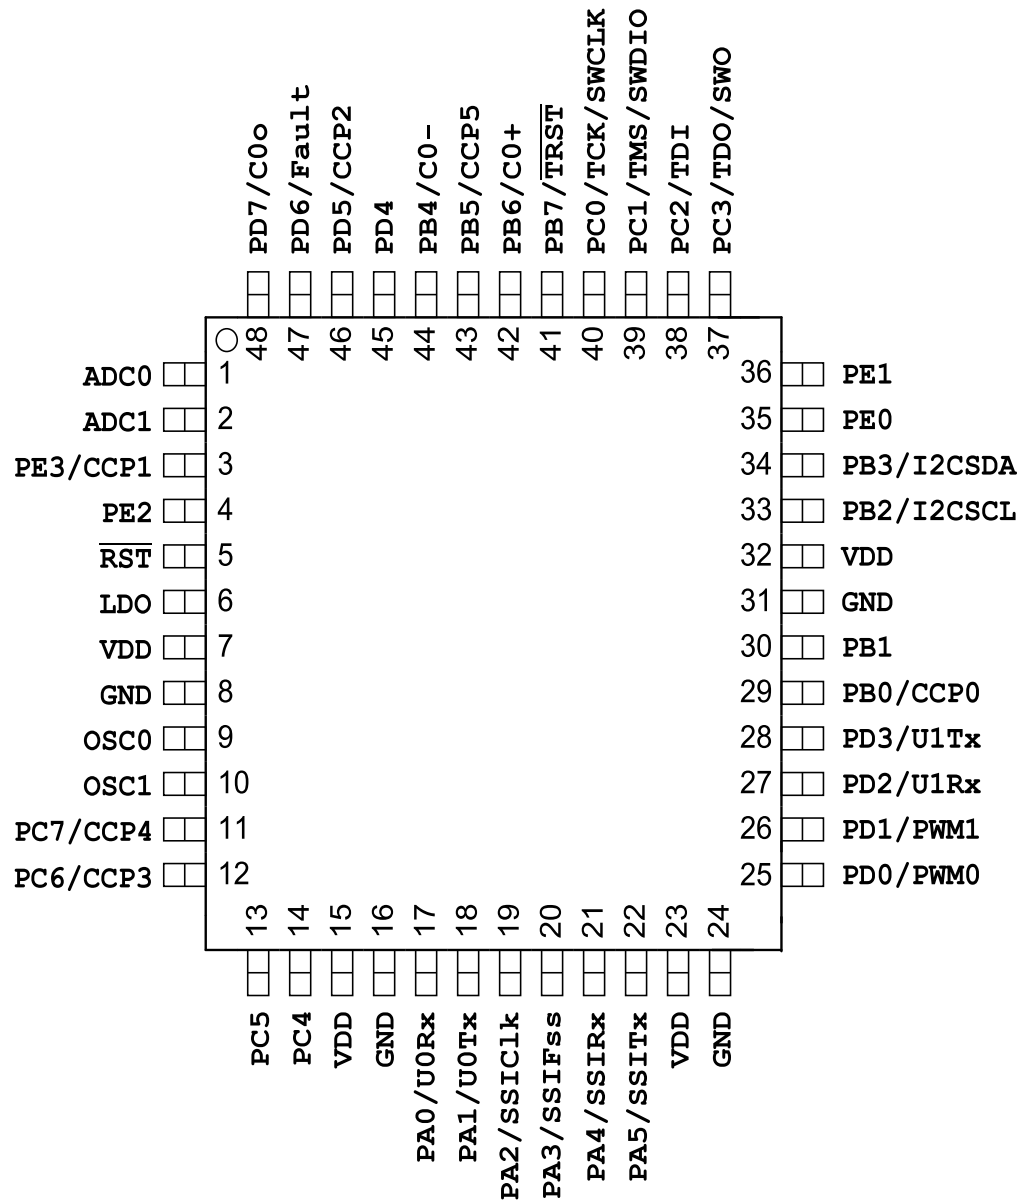 PD7/C0o
PD6/Fault
PD5/CCP2
PD4
PB4/C0-
PB5/CCP5
PB6/C0+
PB7/TRST
PC0/TCK/SWCLK
PC1/TMS/SWDIO
PC2/TDI
PC3/TDO/SWO
48 47 46 45 44 43 42 41 40 39 38 37
ADC0 1
ADC1 2
PE3/CCP1 3
PE2 4
RST 5
LDO 6
VDD 7
GND 8
OSC0 9
OSC1 10
PC7/CCP4 11
PC6/CCP3 12
36 PE1
35 PE0
34 PB3/I2CSDA
33 PB2/I2CSCL
32 VDD
31 GND
30 PB1
29 PB0/CCP0
28 PD3/U1Tx
27 PD2/U1Rx
26 PD1/PWM1
25 PD0/PWM0
13 14 15 16 17 18 19 20 21 22 23 24
PC5
PC4
VDD
GND
PA0/U0Rx
PA1/U0Tx
PA2/SSIClk
PA3/SSIFss
PA4/SSIRx
PA5/SSITx
VDD
GND